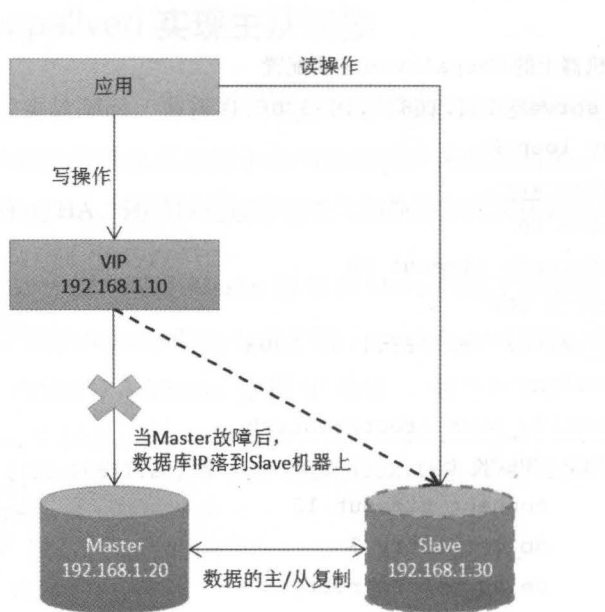 应用
读操作
写操作
VIP
192.168.1.10
当Master故障后，
数据库IP落到Slave机器上
Master
192.168.1.20
Slave
192.168.1.30
数据的主/从复制